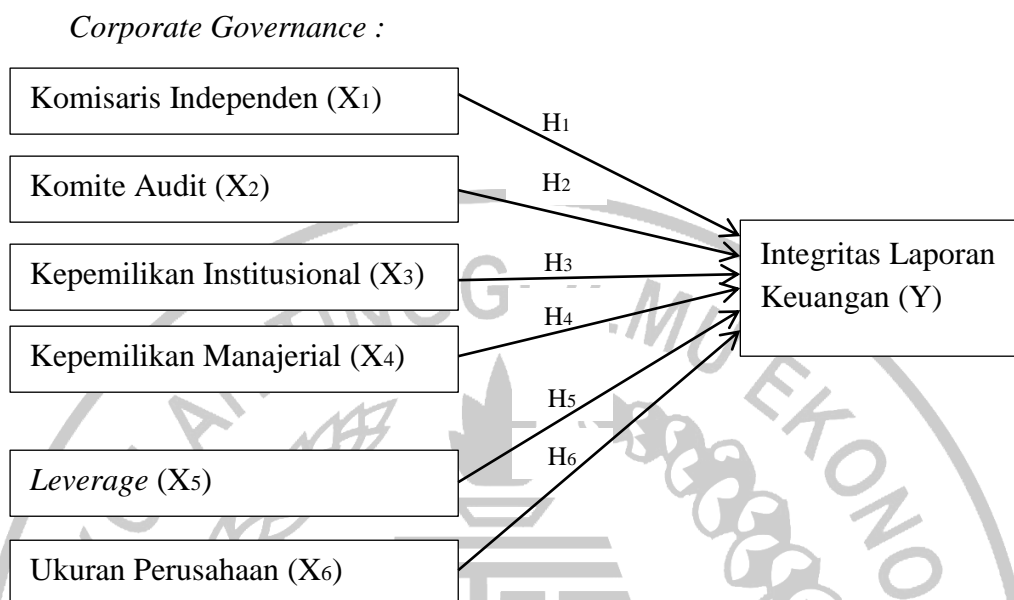 Corporate Governance :
Komisaris Independen (X1)
H1
Komite Audit (X2)
H2
Kepemilikan Institusional (X3)
H3
Integritas Laporan
Keuangan (Y)
Kepemilikan Manajerial (X4)
H4
Leverage (X5)
H5
Ukuran Perusahaan (X6)
H6